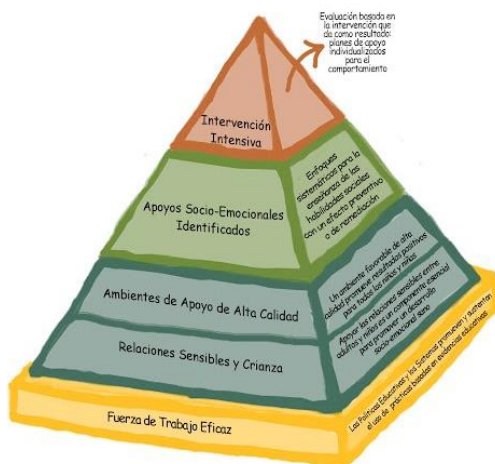 Evaluación basada en
la intervención que
da como resultado:
planes de apoyo
individualizados
para el
comportamiento
Intervención
Intensiva
Enfoques
sistemáticos para la
enseñanza de las
habilidades sociales
con un efecto preventivo
o de remediación
Apoyos Socio-Emocionales
Identificados
Un ambiente favorable de alta
calidad promueve resultados positivos
para todos los niños y niñas
Ambientes de Apoyo de Alta Calidad
Apoyar las relaciones sensibles entre
adultos y niños es un componente esencial
para promover un desarrollo
socio-emocional sano
Relaciones Sensibles y Crianza
Las Políticas Educativas y los Sistemas promueven y sustentan
el uso de prácticas basadas en evidencias educativas
Fuerza de Trabajo Eficaz